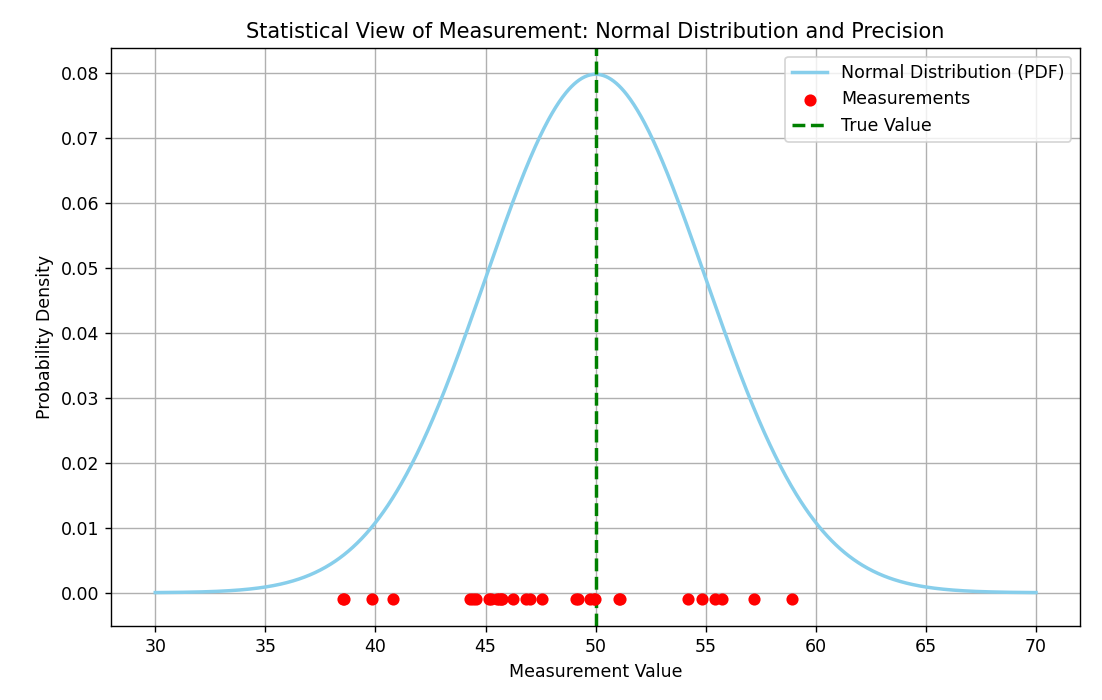 Statistical View of Measurement: Normal Distribution and Precision
Normal Distribution (PDF)
Measurements
True Value
Probability Density
0.08
0.07
0.06
0.05
0.04
0.03
0.02
0.01
0.00
30 35 40 45 50 55 60 65 70
Measurement Value